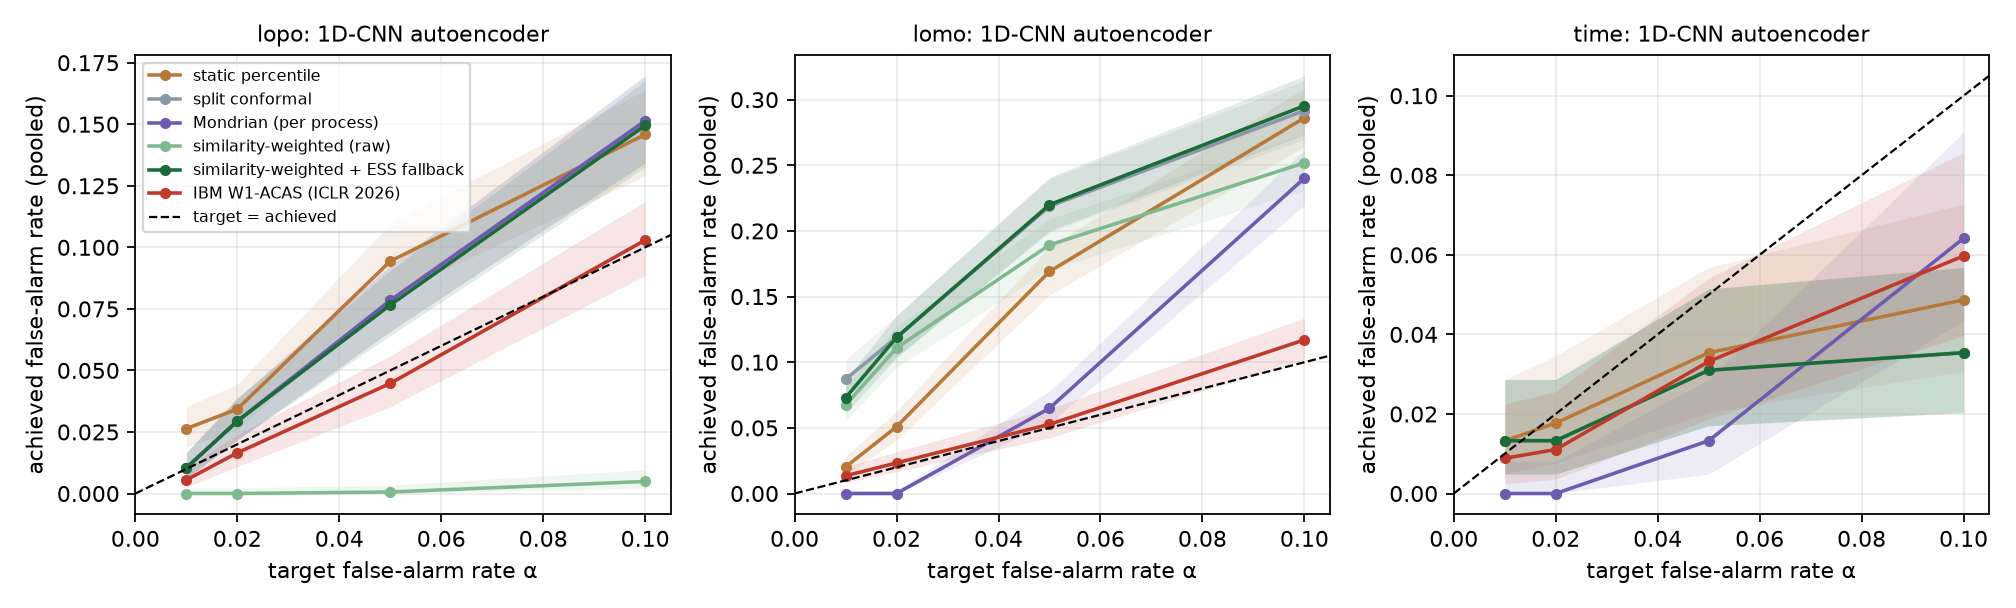 lopo: 1D-CNN autoencoder
achieved false-alarm rate (pooled)
0.175
0.150
0.125
0.100
0.075
0.050
0.025
0.000
static percentile
split conformal
Mondrian (per process)
similarity-weighted (raw)
similarity-weighted + ESS fallback
IBM W1-ACAS (ICLR 2026)
target = achieved
0.00 0.02 0.04 0.06 0.08 0.10
target false-alarm rate α
lomo: 1D-CNN autoencoder
achieved false-alarm rate (pooled)
0.30
0.25
0.20
0.15
0.10
0.05
0.00
0.00 0.02 0.04 0.06 0.08 0.10
target false-alarm rate α
time: 1D-CNN autoencoder
achieved false-alarm rate (pooled)
0.10
0.08
0.06
0.04
0.02
0.00
0.00 0.02 0.04 0.06 0.08 0.10
target false-alarm rate α